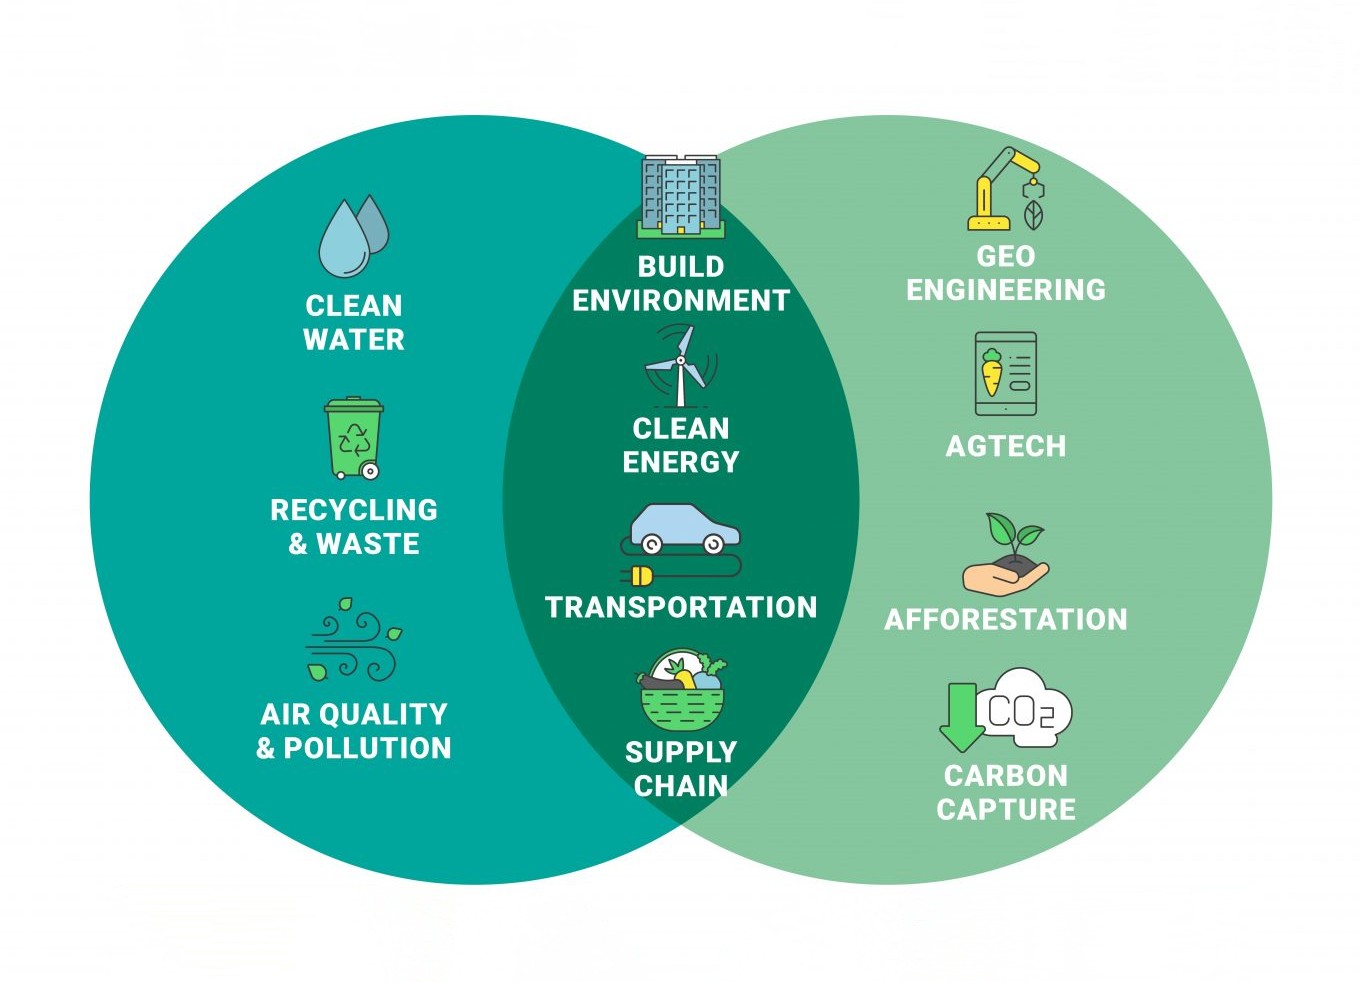 CLEAN
WATER
RECYCLING
& WASTE
AIR QUALITY
& POLLUTION
BUILD
ENVIRONMENT
CLEAN
ENERGY
TRANSPORTATION
SUPPLY
CHAIN
GEO
ENGINEERING
AGTECH
AFFORESTATION
CO2
CARBON
CAPTURE